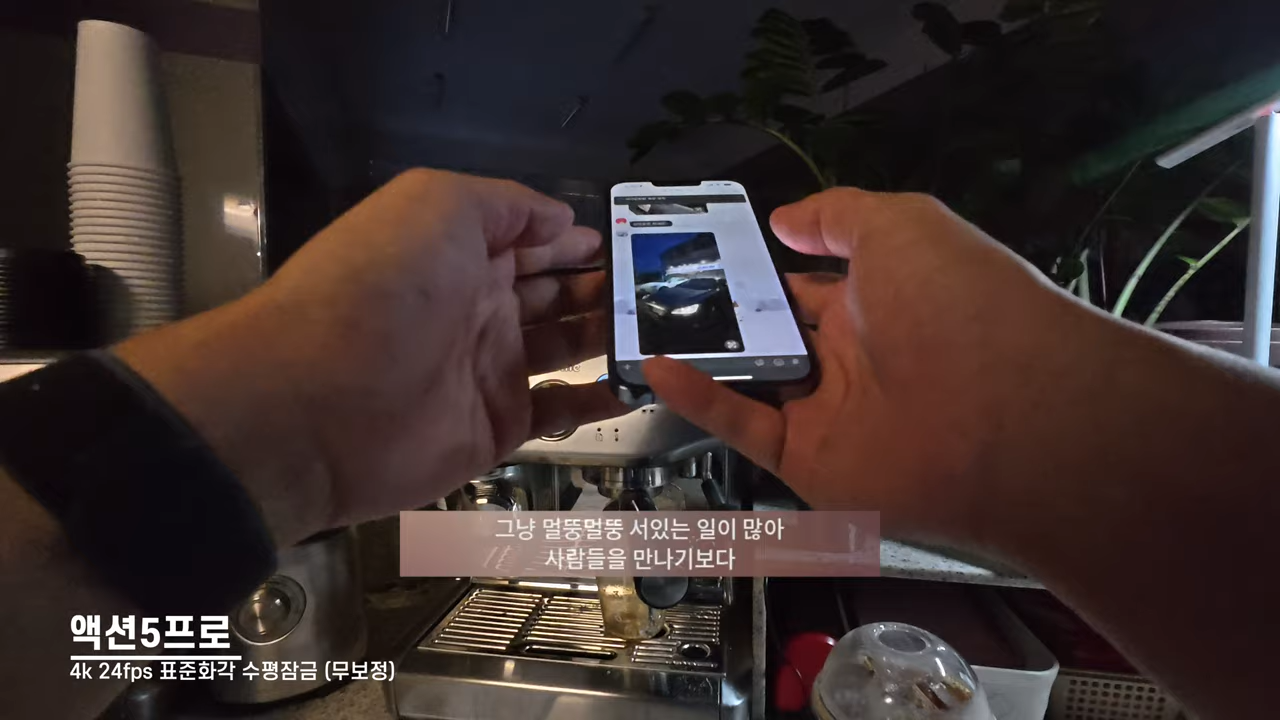 그냥 멀뚱멀뚱 서있는 일이 많아
사람들을 만나기보다
액션5프로
4k 24fps 표준화각 수평잠금 (무보정)